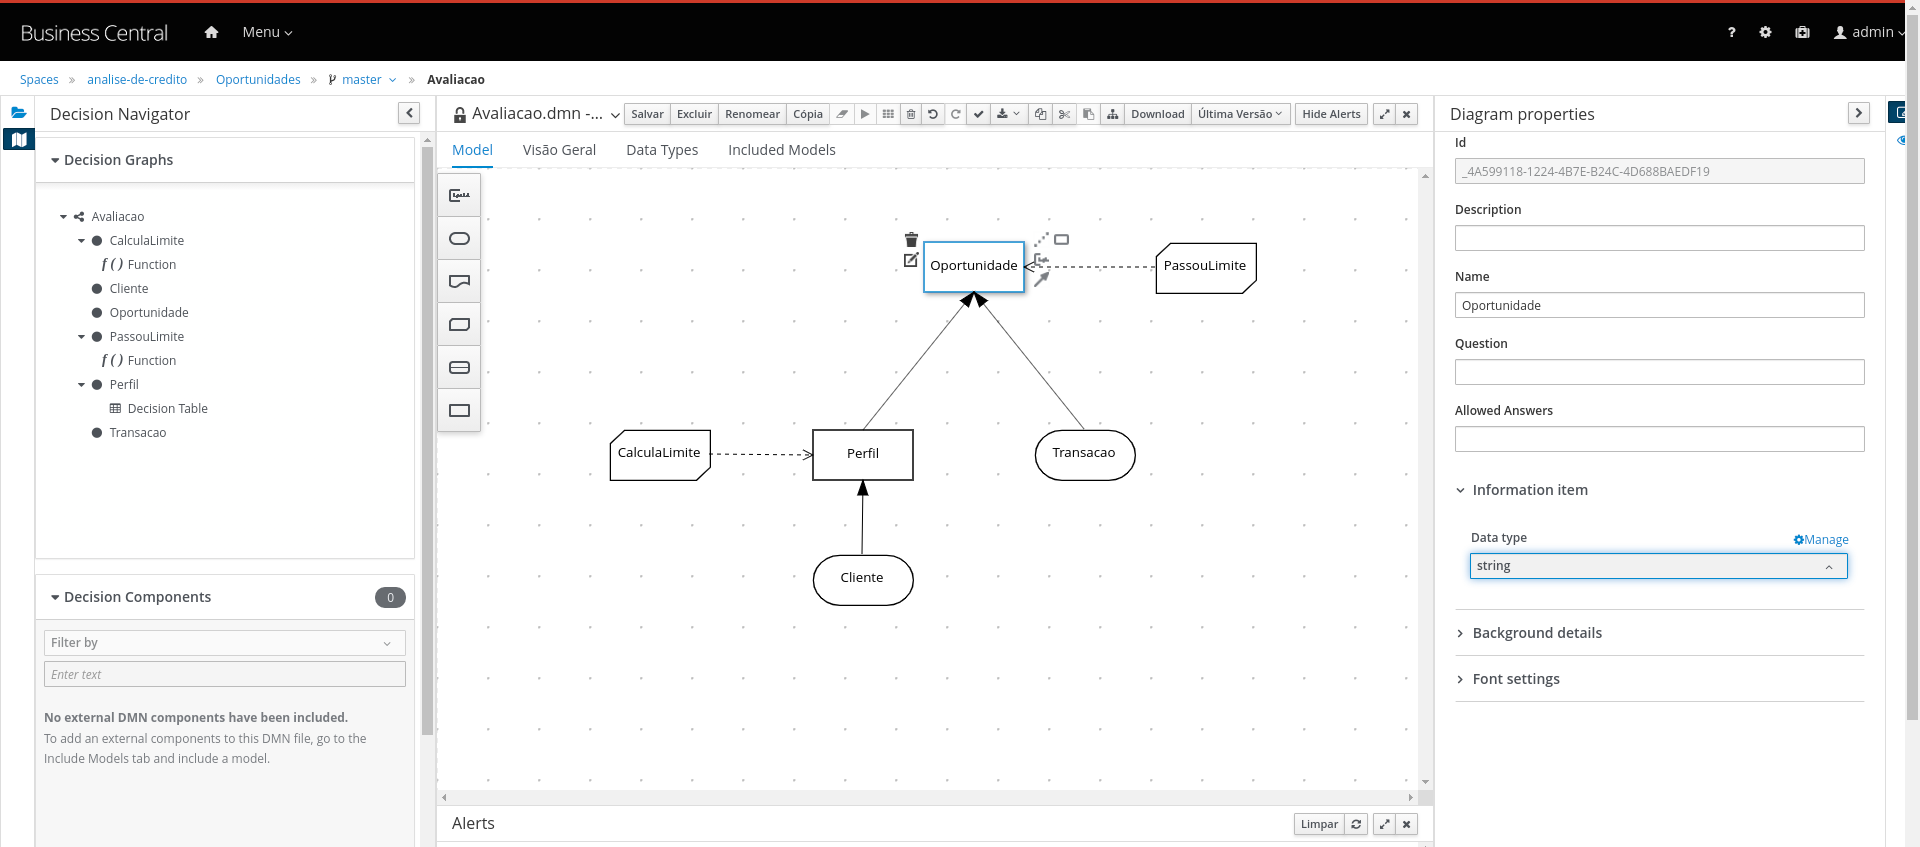 Business Central
Menu
?
admin
Spaces » analise-de-credito » Oportunidades » master » Avaliacao
Decision Navigator
Decision Graphs
Avaliacao
CalculaLimite
f ( ) Function
Cliente
Oportunidade
PassouLimite
f ( ) Function
Perfil
Decision Table
Transacao
Decision Components
0
Filter by
Enter text
No external DMN components have been included.
To add an external components to this DMN file, go to the
Include Models tab and include a model.
Avaliacao.dmn -...
Salvar Excluir Renomear Cópia Download Última Versão Hide Alerts
Model Visão Geral Data Types Included Models
Oportunidade
PassouLimite
CalculaLimite
Perfil
Transacao
Cliente
Alerts
Limpar
Diagram properties
Id
_4A599118-1224-4B7E-B24C-4D688BAEDF19
Description
Name
Oportunidade
Question
Allowed Answers
Information item
Data type
Manage
string
Background details
Font settings